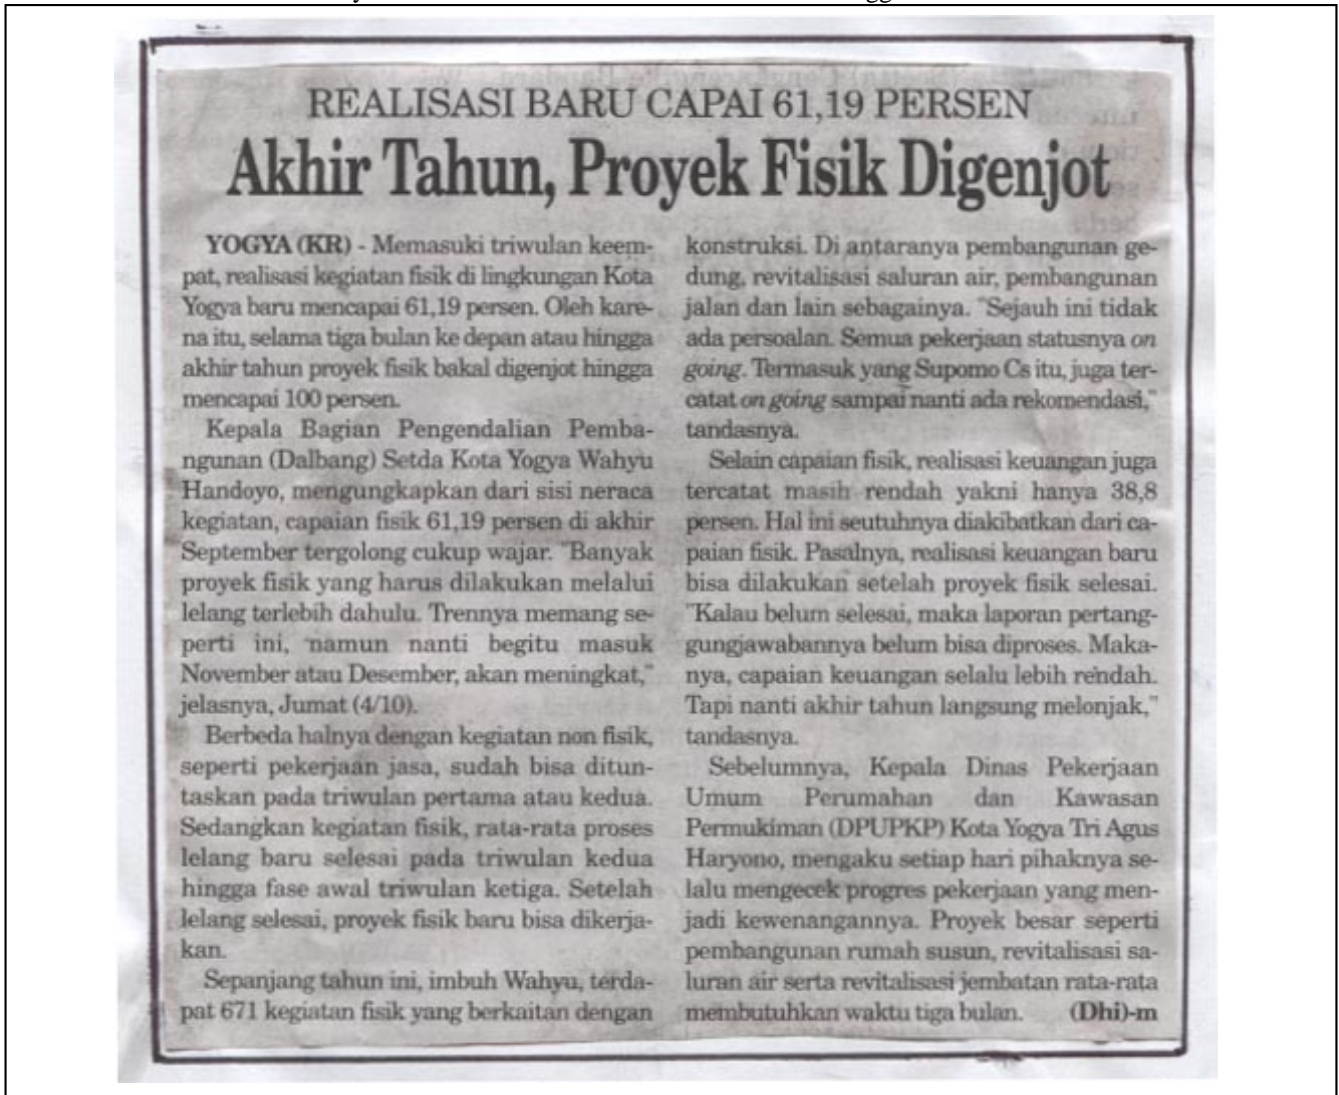 REALISASI BARU CAPAI 61,19 PERSEN
Akhir Tahun, Proyek Fisik Digenjot
YOGYA (KR) - Memasuki triwulan keem-
pat, realisasi kegiatan fisik di lingkungan Kota
Yogya baru mencapai 61,19 persen. Oleh kare-
na itu, selama tiga bulan ke depan atau hingga
akhir tahun proyek fisik bakal digenjot hingga
mencapai 100 persen.
Kepala Bagian Pengendalian Pemba-
ngunan (Dalbang) Setda Kota Yogya Wahyu
Handoyo, mengungkapkan dari sisi neraca
kegiatan, capaian fisik 61,19 persen di akhir
September tergolong cukup wajar. "Banyak
proyek fisik yang harus dilakukan melalui
lelang terlebih dahulu. Trennya memang se-
perti ini, namun nanti begitu masuk
November atau Desember, akan meningkat,"
jelasnya, Jumat (4/10).
Berbeda halnya dengan kegiatan non fisik,
seperti pekerjaan jasa, sudah bisa ditun-
taskan pada triwulan pertama atau kedua.
Sedangkan kegiatan fisik, rata-rata proses
lelang baru selesai pada triwulan kedua
hingga fase awal triwulan ketiga. Setelah
lelang selesai, proyek fisik baru bisa dikerja-
kan.
Sepanjang tahun ini, imbuh Wahyu, terda-
pat 671 kegiatan fisik yang berkaitan dengan
konstruksi. Di antaranya pembangunan ge-
dung, revitalisasi saluran air, pembangunan
jalan dan lain sebagainya. "Sejauh ini tidak
ada persoalan. Semua pekerjaan statusnya on
going. Termasuk yang Supomo Cs itu, juga ter-
catat on going sampai nanti ada rekomendasi,"
tandasnya.
Selain capaian fisik, realisasi keuangan juga
tercatat masih rendah yakni hanya 38,8
persen. Hal ini seutuhnya diakibatkan dari ca-
paian fisik. Pasalnya, realisasi keuangan baru
bisa dilakukan setelah proyek fisik selesai.
"Kalau belum selesai, maka laporan pertang-
gungjawabannya belum bisa diproses. Maka-
nya, capaian keuangan selalu lebih rendah.
Tapi nanti akhir tahun langsung melonjak,"
tandasnya.
Sebelumnya, Kepala Dinas Pekerjaan
Umum Perumahan dan Kawasan
Permukiman (DPUPKP) Kota Yogya Tri Agus
Haryono, mengaku setiap hari pihaknya se-
lalu mengecek progres pekerjaan yang men-
jadi kewenangannya. Proyek besar seperti
pembangunan rumah susun, revitalisasi sa-
luran air serta revitalisasi jembatan rata-rata
membutuhkan waktu tiga bulan. (Dhi)-m